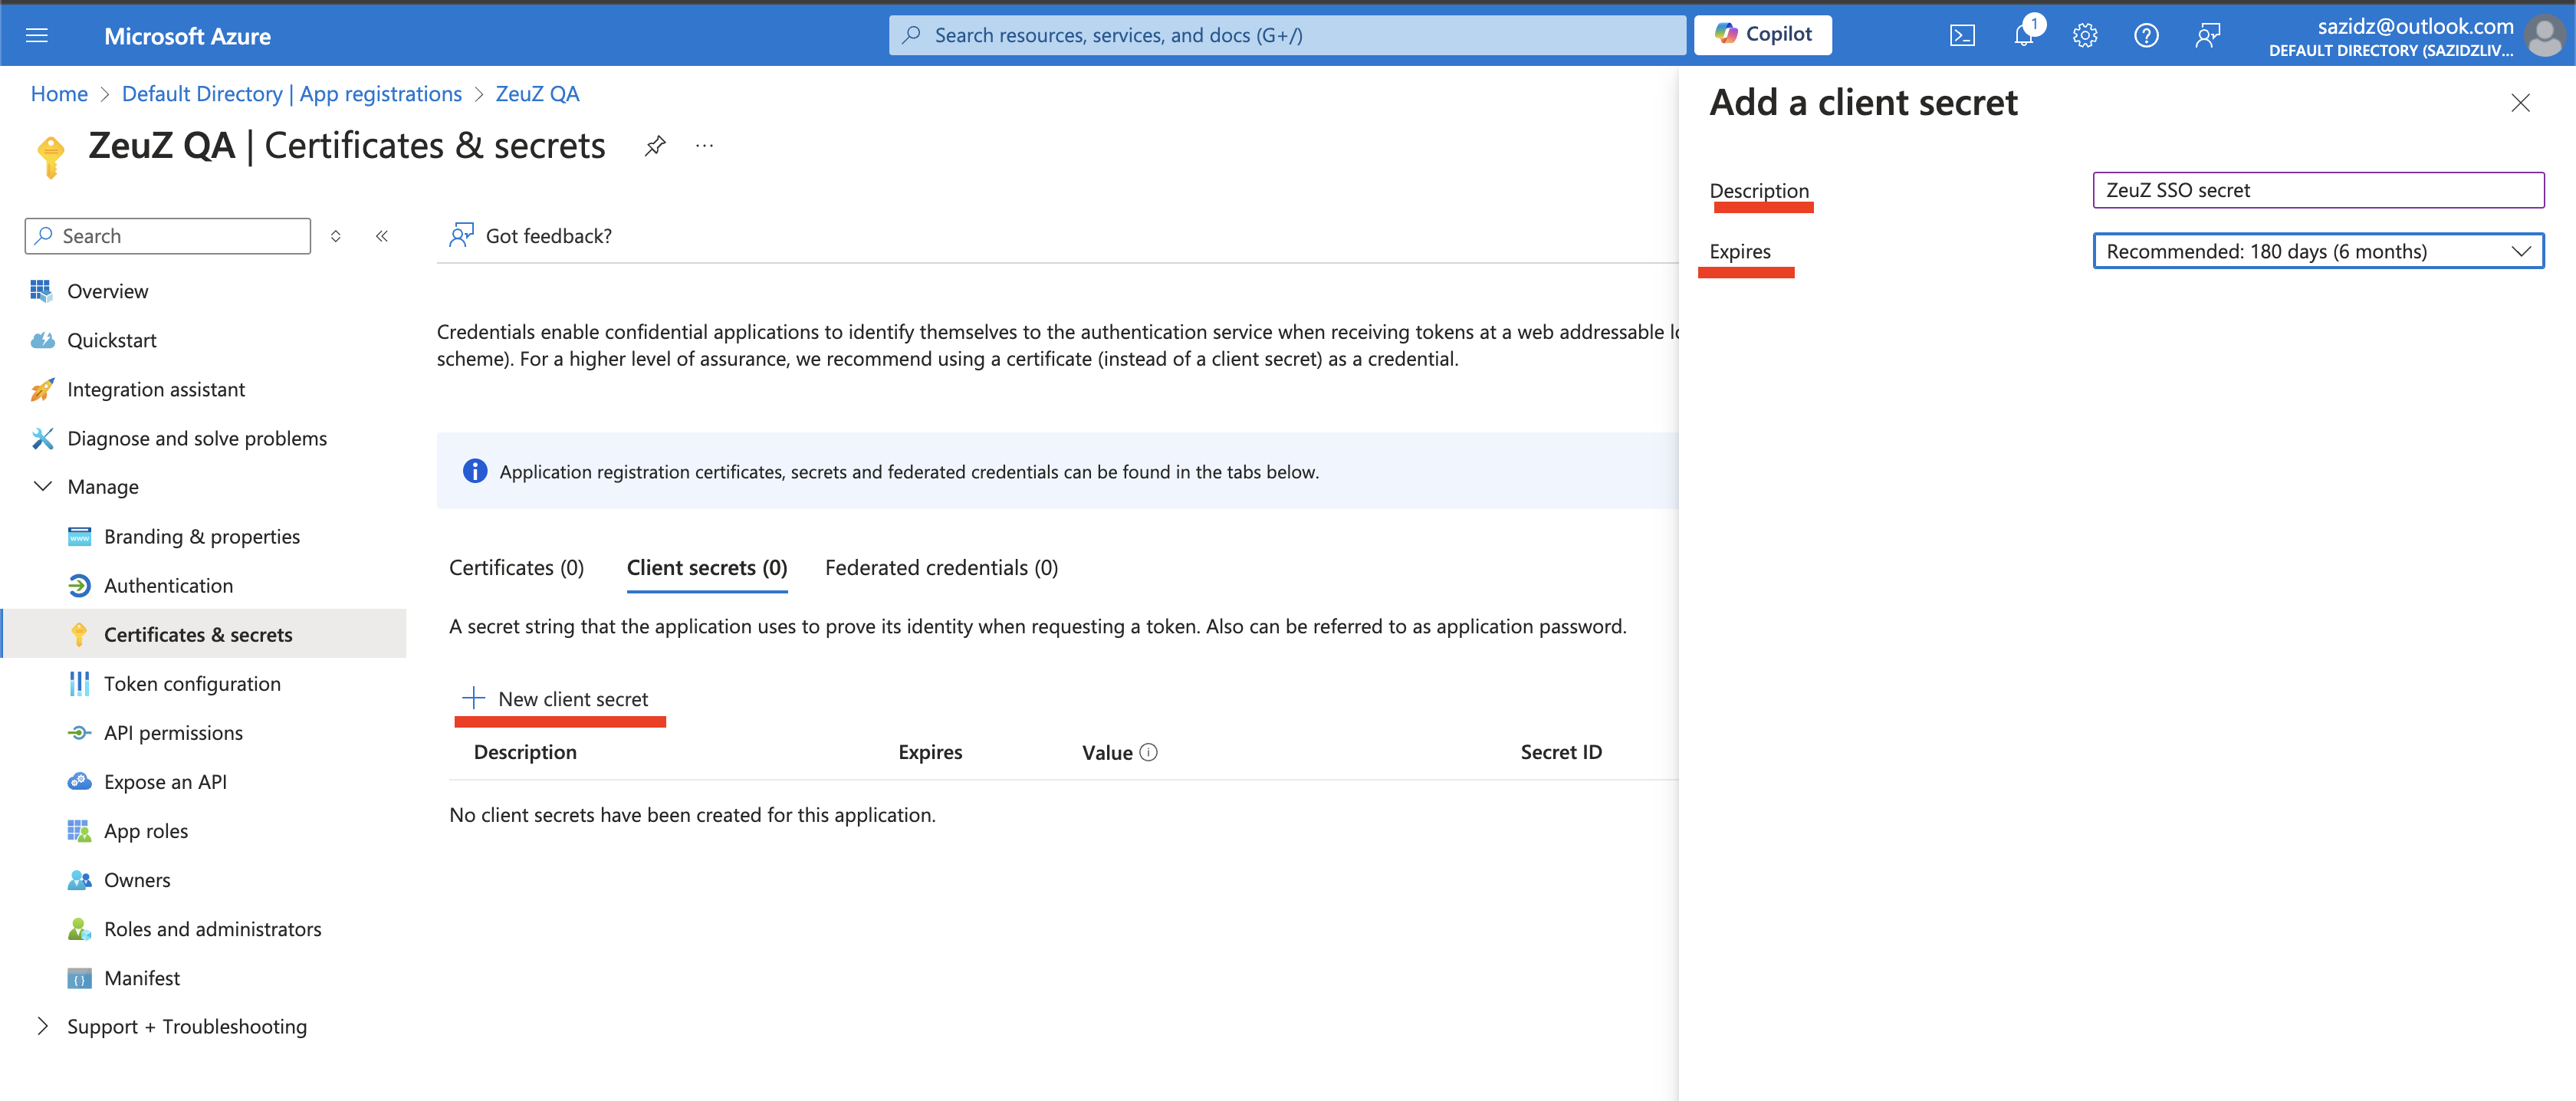 Microsoft Azure
Search resources, services, and docs (G+/)
Copilot
1
sazidz@outlook.com
DEFAULT DIRECTORY (SAZIDZLIV...
Home > Default Directory | App registrations > ZeuZ QA
ZeuZ QA | Certificates & secrets
...
Search
Overview
Quickstart
Integration assistant
Diagnose and solve problems
Manage
Branding & properties
Authentication
Certificates & secrets
Token configuration
API permissions
Expose an API
App roles
Owners
Roles and administrators
Manifest
Support + Troubleshooting
Got feedback?
Credentials enable confidential applications to identify themselves to the authentication service when receiving tokens at a web addressable lo
scheme). For a higher level of assurance, we recommend using a certificate (instead of a client secret) as a credential.
Application registration certificates, secrets and federated credentials can be found in the tabs below.
Certificates (0) Client secrets (0) Federated credentials (0)
A secret string that the application uses to prove its identity when requesting a token. Also can be referred to as application password.
New client secret
Description Expires Value Secret ID
No client secrets have been created for this application.
Add a client secret
Description ZeuZ SSO secret
Expires Recommended: 180 days (6 months)